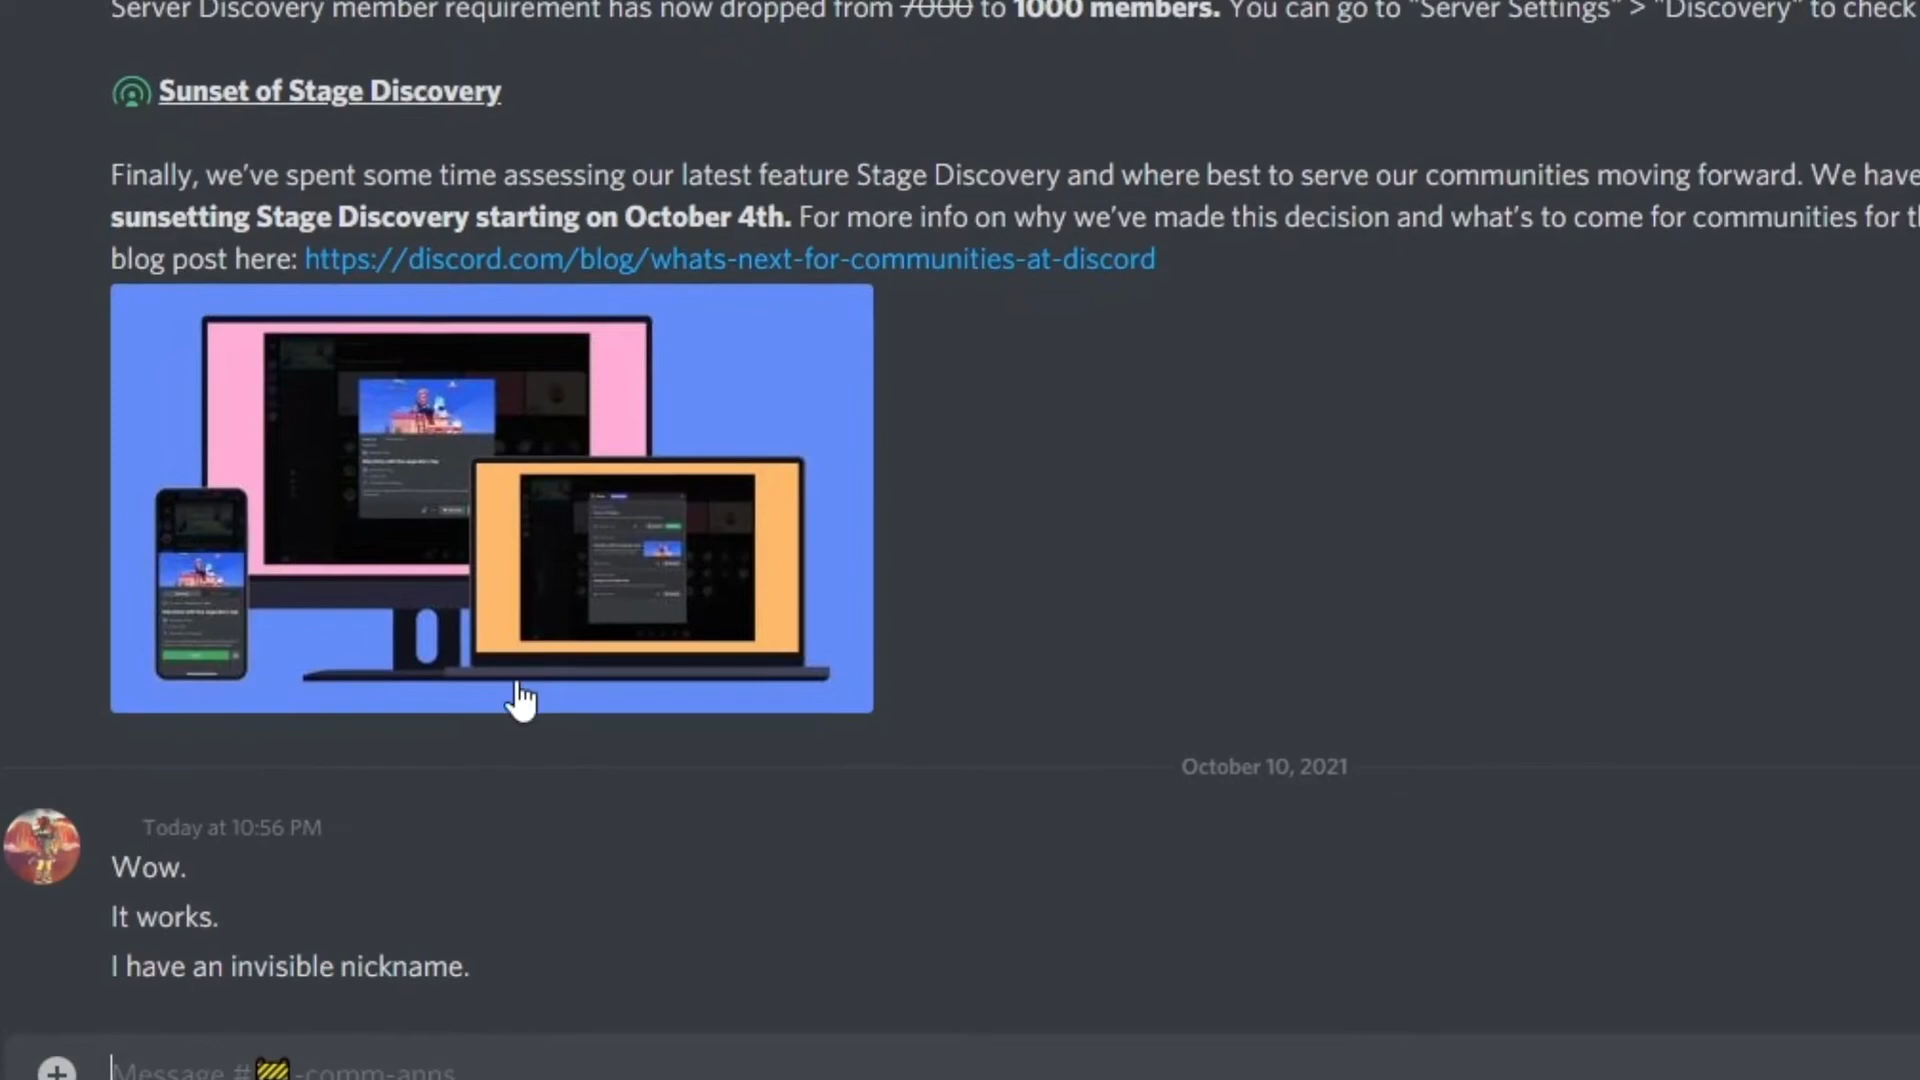 Server Discovery member requirement has now dropped from 7000 to 1000 members. You can go to "Server Settings" > "Discovery" to check
Sunset of Stage Discovery
Finally, we've spent some time assessing our latest feature Stage Discovery and where best to serve our communities moving forward. We have
sunsetting Stage Discovery starting on October 4th. For more info on why we've made this decision and what's to come for communities for
blog post here: https://discord.com/blog/whats-next-for-communities-at-discord
October 10, 2021
Today at 10:56 PM
Wow.
It works.
I have an invisible nickname.
Message #🚧-comm-anns